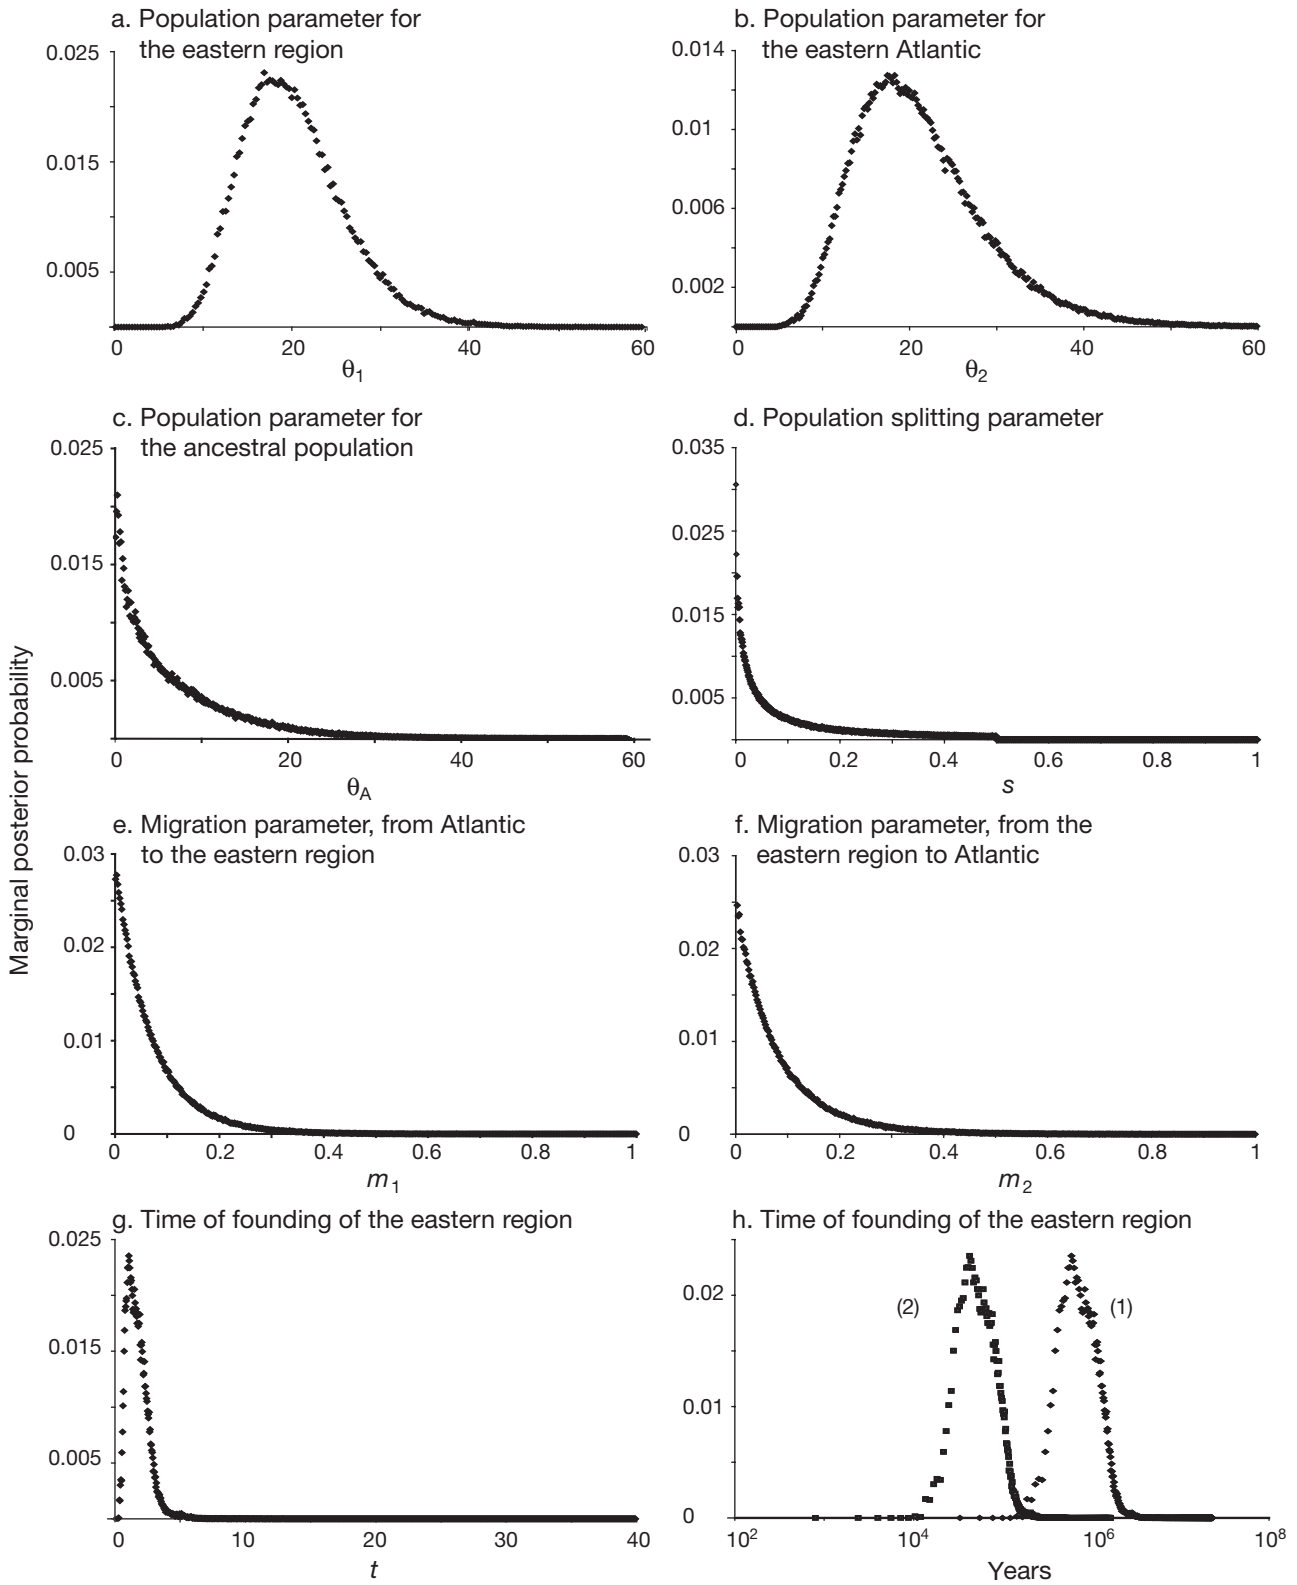 a. Population parameter for
the eastern region
0.025
0.015
0.005
0 20 40 60
θ1
b. Population parameter for
the eastern Atlantic
0.014
0.01
0.006
0.002
0 20 40 60
θ2
c. Population parameter for
the ancestral population
0.025
0.015
0.005
0 20 40 60
θA
d. Population splitting parameter
0.035
0.025
0.015
0.005
0 0.2 0.4 0.6 0.8 1
s
Marginal posterior probability
e. Migration parameter, from Atlantic
to the eastern region
0.03
0.02
0.01
0
0 0.2 0.4 0.6 0.8 1
m1
f. Migration parameter, from the
eastern region to Atlantic
0.03
0.02
0.01
0
0 0.2 0.4 0.6 0.8 1
m2
g. Time of founding of the eastern region
0.025
0.015
0.005
0 10 20 30 40
t
h. Time of founding of the eastern region
0.02
(2) (1)
0.01
0
10² 10⁴ 10⁶ 10⁸
Years